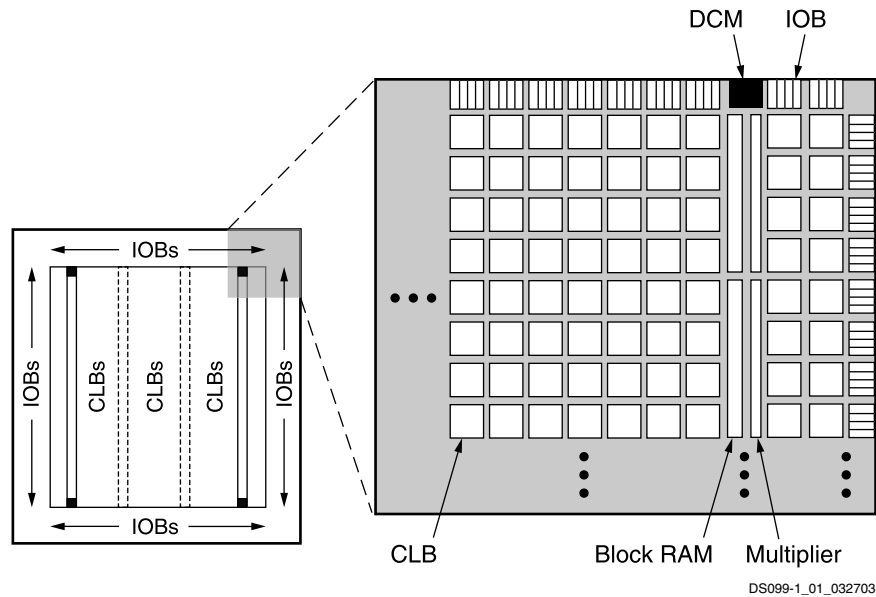 DCM IOB
IOBs
IOBs CLBs CLBs CLBs IOBs
IOBs
CLB Block RAM Multiplier
DS099-1_01_032703